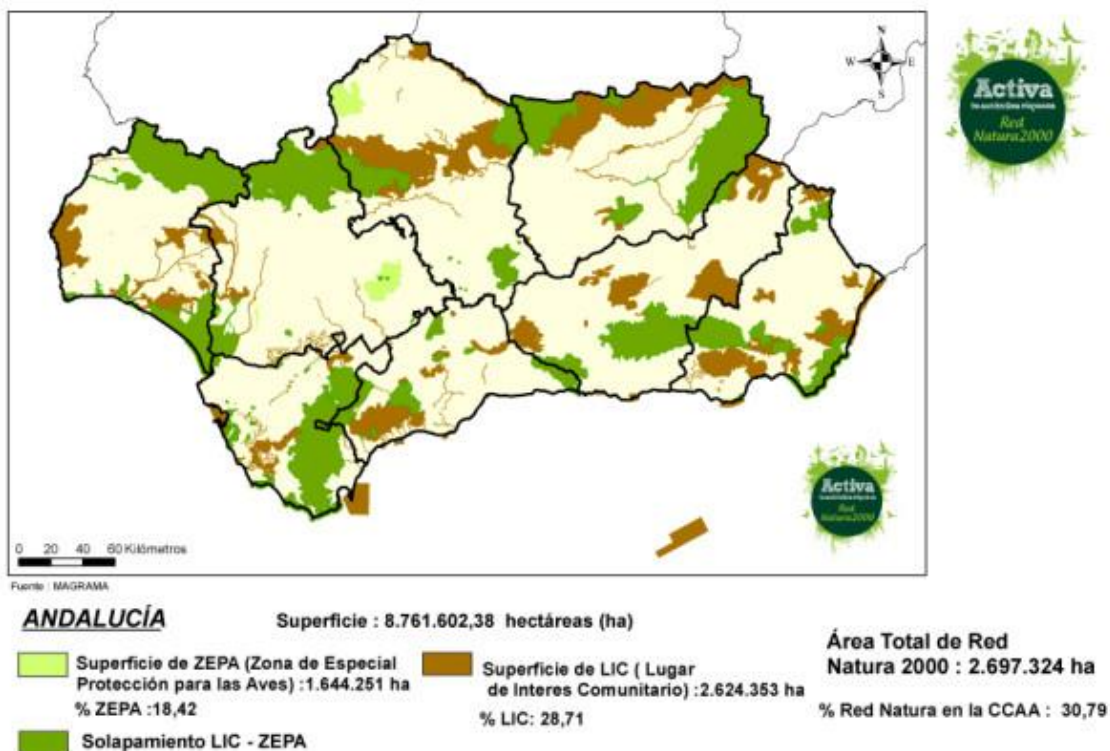 N
W E
S
Activa
Red
Natura2000
Activa
Red
Natura2000
0 20 40 60 Kilómetros
Fuente : MAGRAMA
ANDALUCÍA
Superficie : 8.761.602,38 hectáreas (ha)
Superficie de ZEPA (Zona de Especial
Protección para las Aves) :1.644.251 ha
% ZEPA :18,42
Solapamiento LIC - ZEPA
Superficie de LIC ( Lugar
de Interes Comunitario) :2.624.353 ha
% LIC: 28,71
Área Total de Red
Natura 2000 : 2.697.324 ha
% Red Natura en la CCAA : 30,79